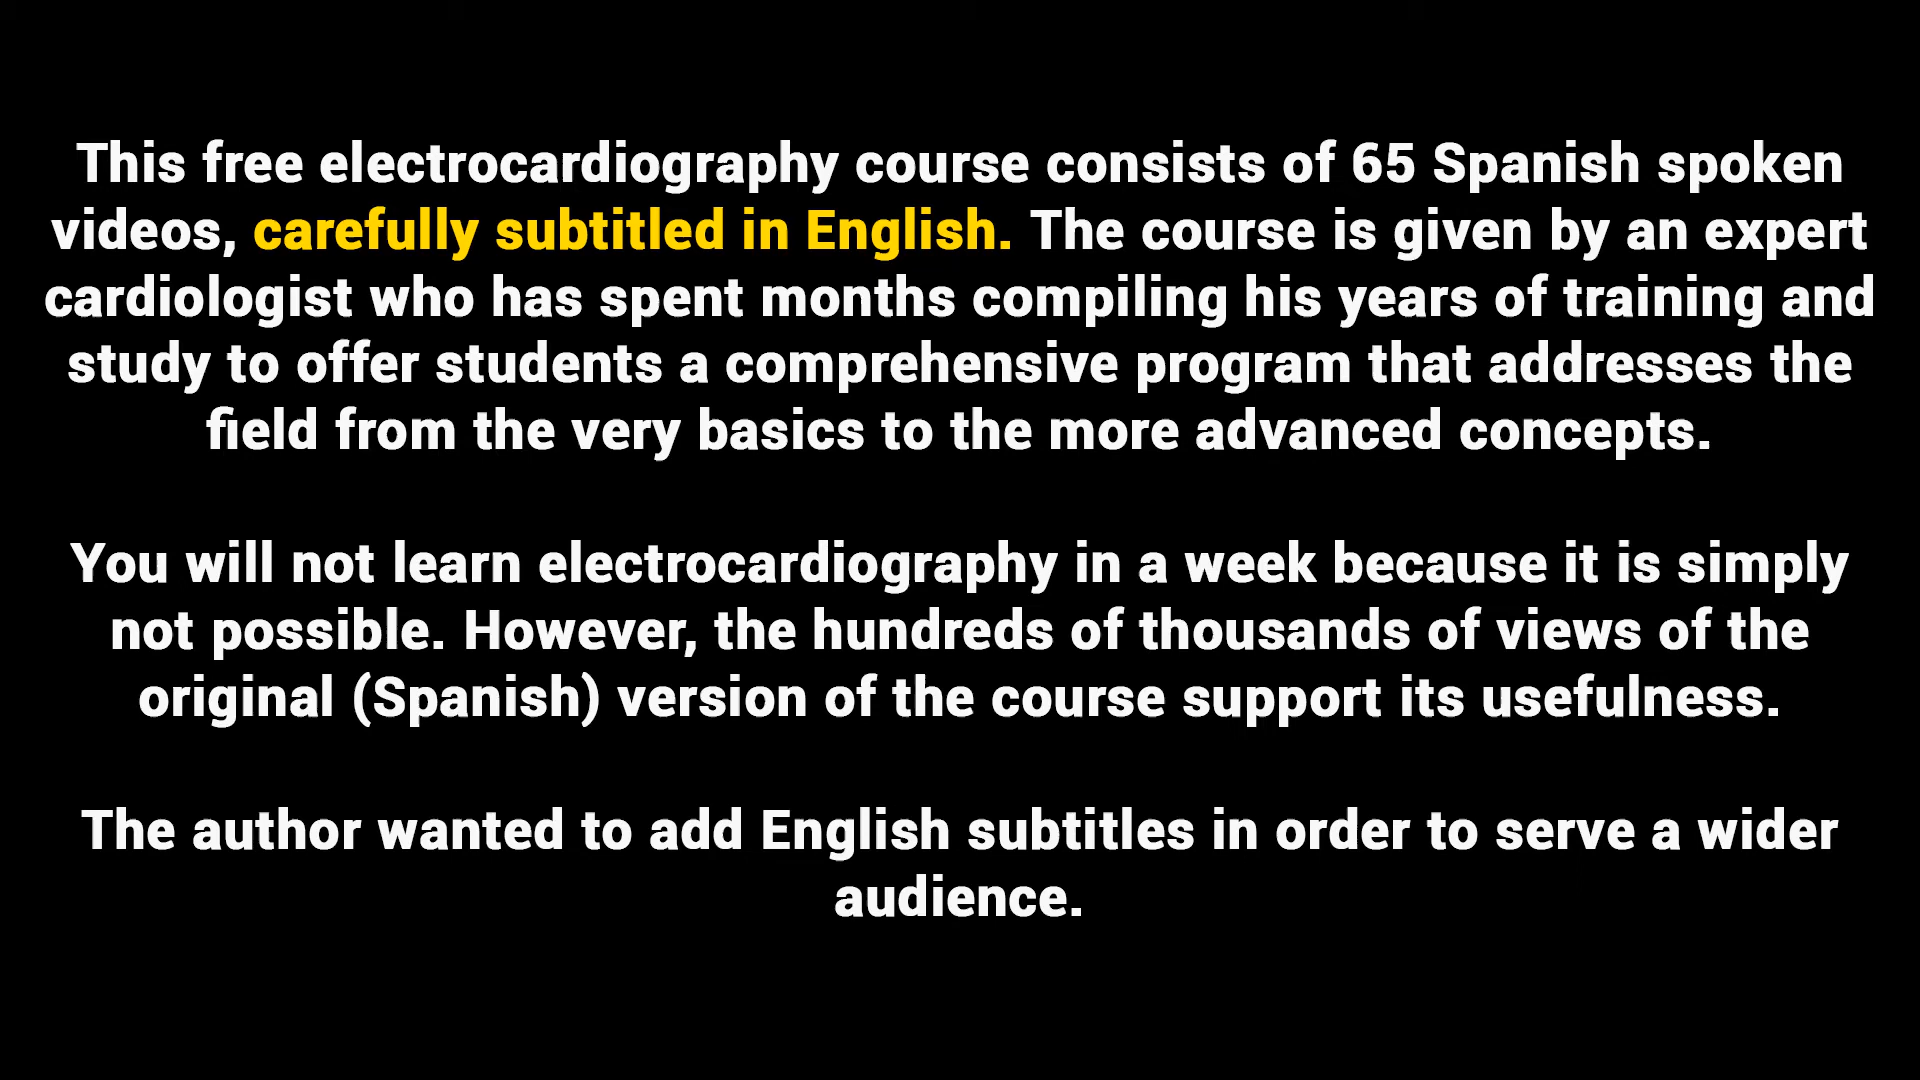 This free electrocardiography course consists of 65 Spanish spoken
videos, carefully subtitled in English. The course is given by an expert
cardiologist who has spent months compiling his years of training and
study to offer students a comprehensive program that addresses the
field from the very basics to the more advanced concepts.
You will not learn electrocardiography in a week because it is simply
not possible. However, the hundreds of thousands of views of the
original (Spanish) version of the course support its usefulness.
The author wanted to add English subtitles in order to serve a wider
audience.